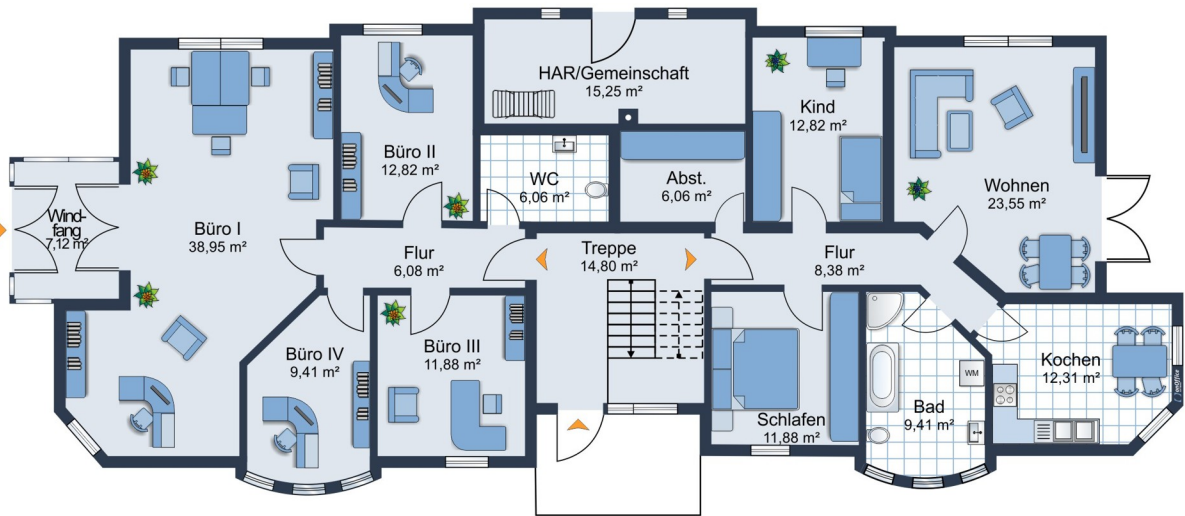 HAR/Gemeinschaft
15,25 m²
Kind
12,82 m²
Büro II
12,82 m²
WC
6,06 m²
Abst.
6,06 m²
Wohnen
23,55 m²
Wind-
fang
7,12 m²
Büro I
38,95 m²
Flur
6,08 m²
Treppe
14,80 m²
Flur
8,38 m²
Büro IV
9,41 m²
Büro III
11,88 m²
Schlafen
11,88 m²
WM
Bad
9,41 m²
Kochen
12,31 m²